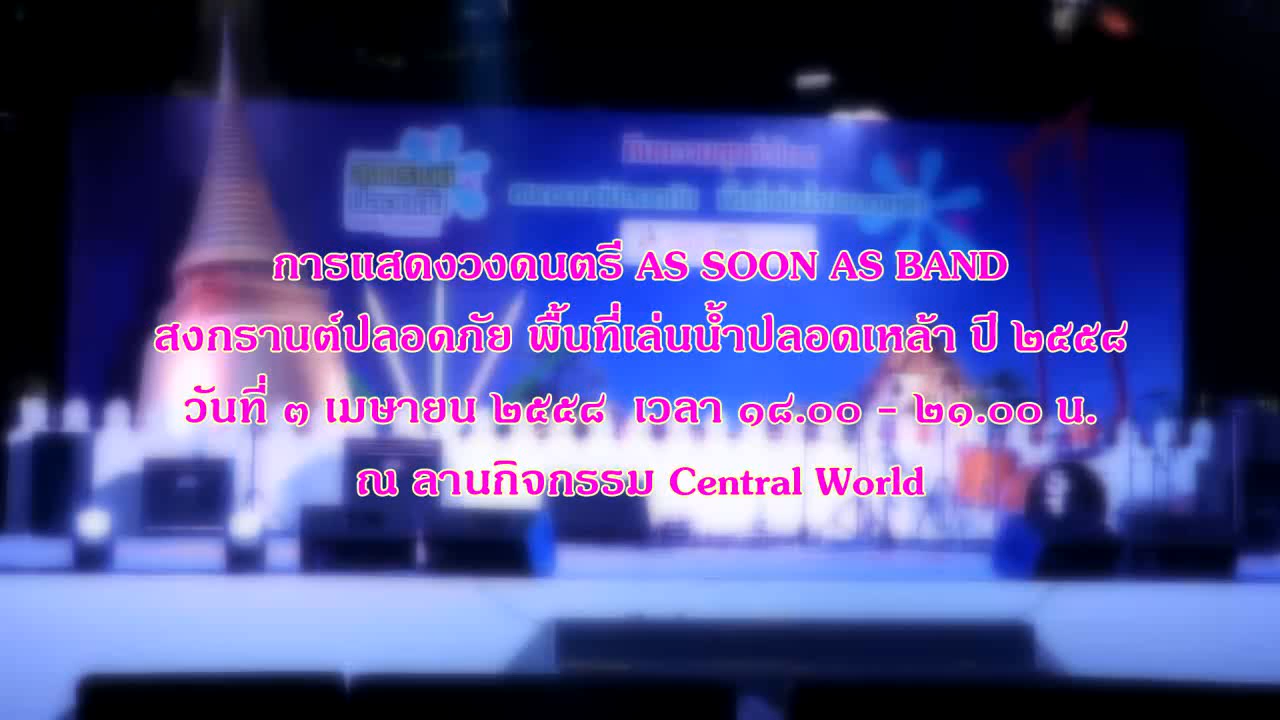 การแสดงวงดนตรี AS SOON AS BAND
สงกรานต์ปลอดภัย พื้นที่เล่นน้ำปลอดเหล้า ปี ๒๕๕๘
วันที่ ๓ เมษายน ๒๕๕๘ เวลา ๑๘.๐๐ - ๒๑.๐๐ น.
ณ ลานกิจกรรม Central World